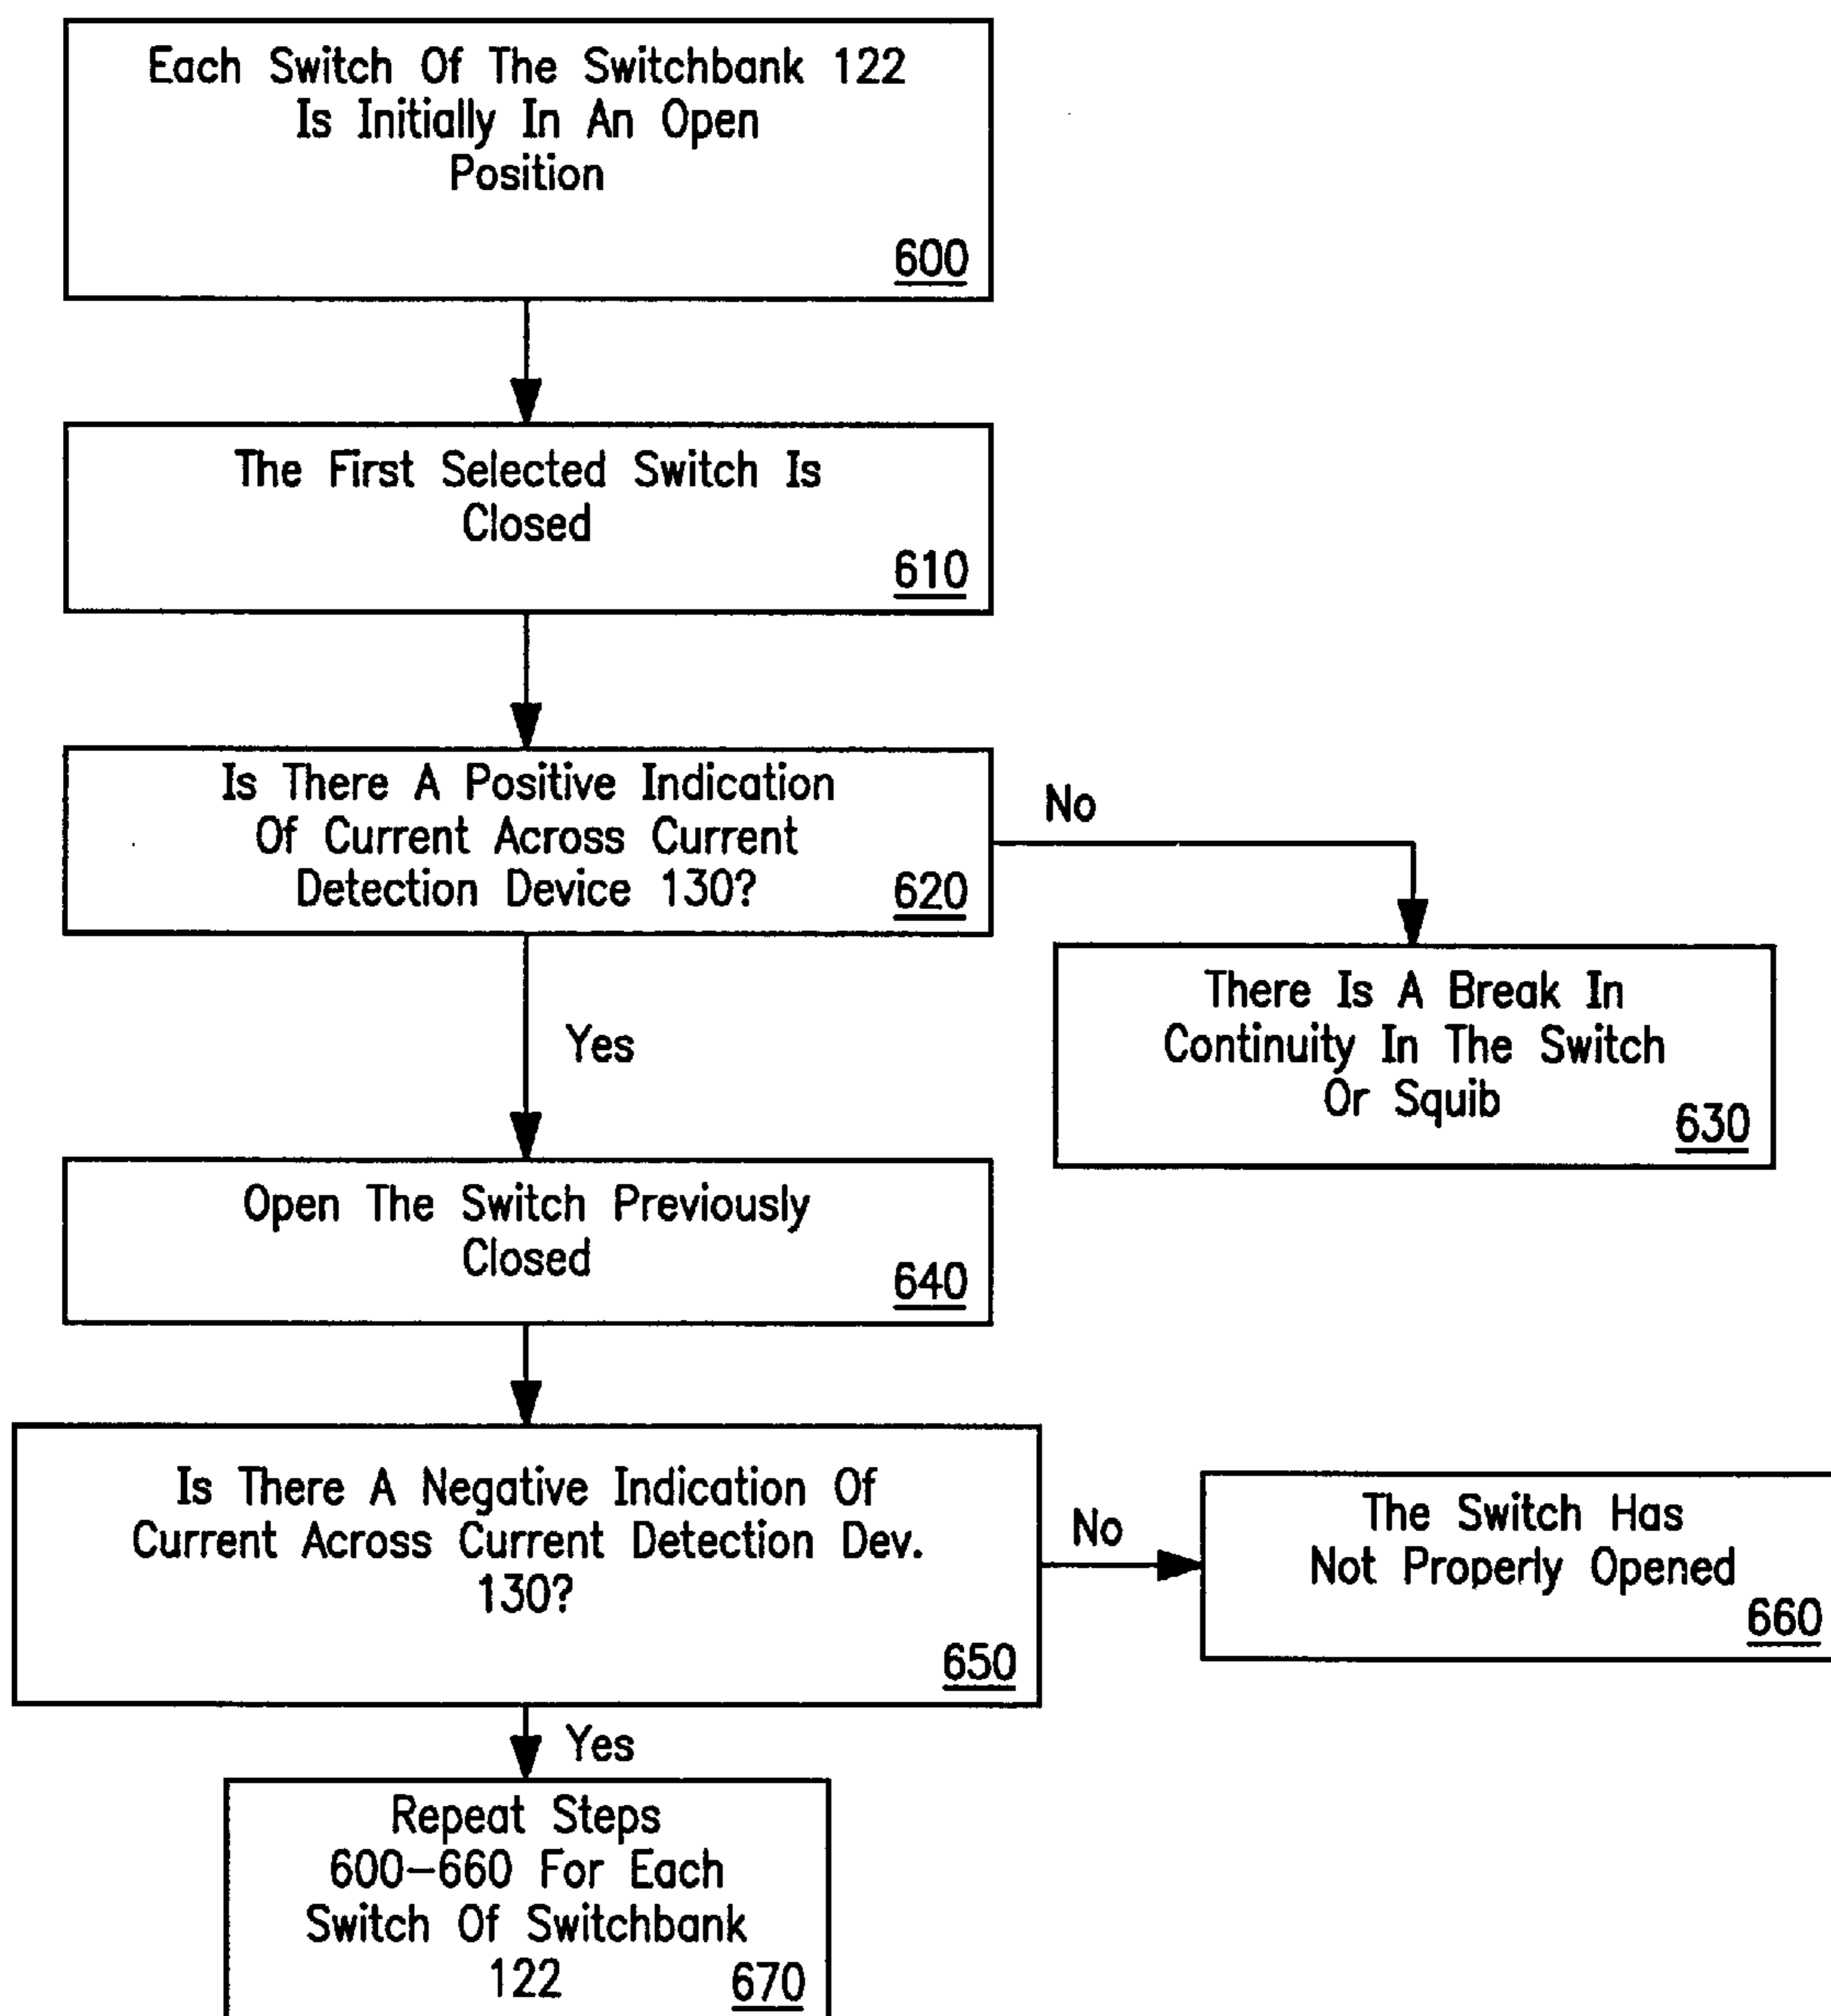 Each Switch Of The Switchbank 122
Is Initially In An Open
Position
600
The First Selected Switch Is
Closed
610
Is There A Positive Indication
Of Current Across Current
Detection Device 130?
620
No
There Is A Break In
Continuity In The Switch
Or Squib
630
Yes
Open The Switch Previously
Closed
640
Is There A Negative Indication Of
Current Across Current Detection Dev.
130?
650
No
The Switch Has
Not Properly Opened
660
Yes
Repeat Steps
600-660 For Each
Switch Of Switchbank
122
670